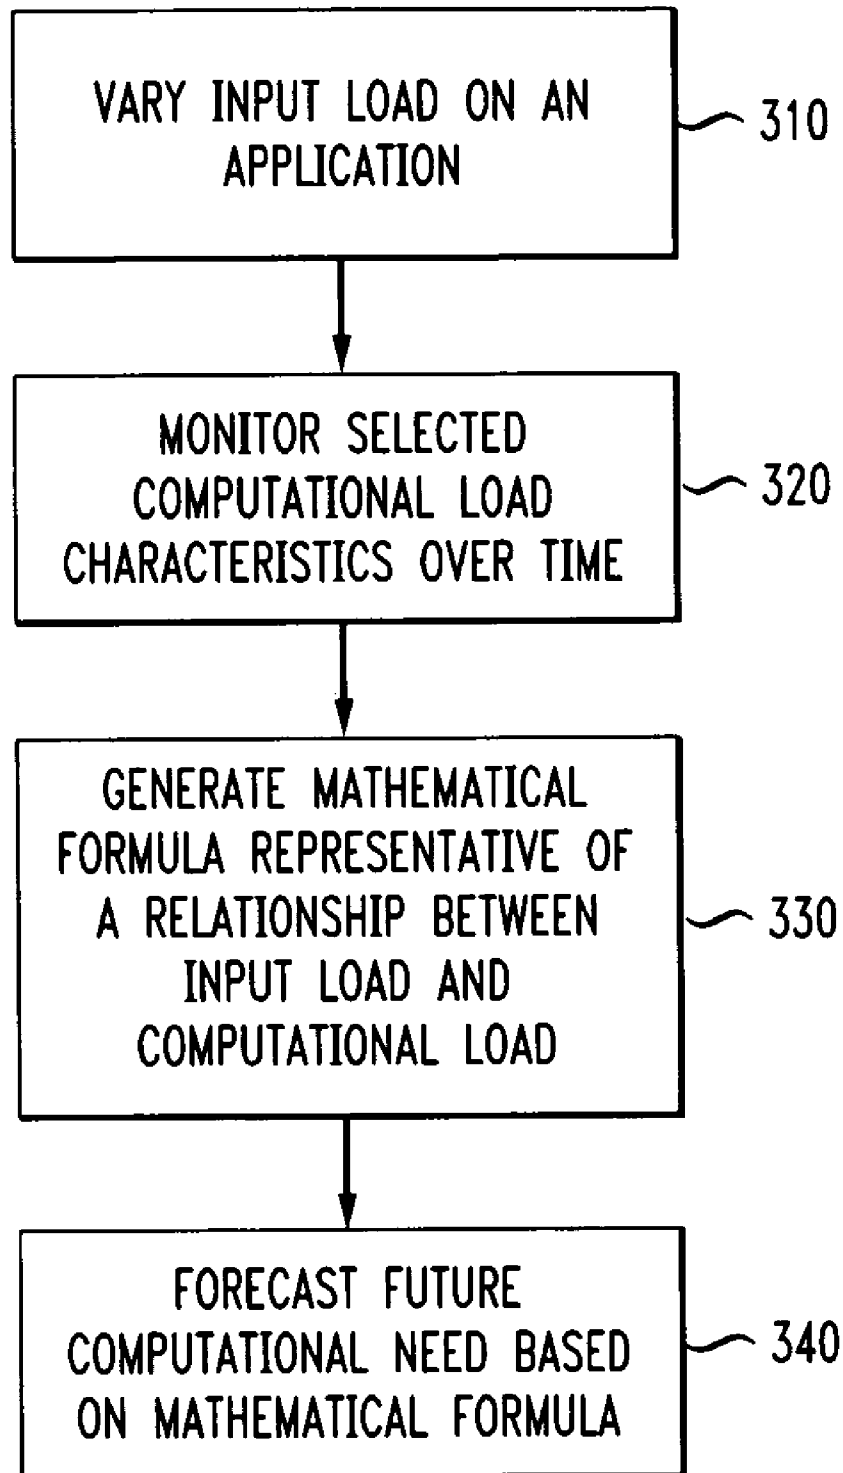 VARY INPUT LOAD ON AN
APPLICATION
310
MONITOR SELECTED
COMPUTATIONAL LOAD
CHARACTERISTICS OVER TIME
320
GENERATE MATHEMATICAL
FORMULA REPRESENTATIVE OF
A RELATIONSHIP BETWEEN
INPUT LOAD AND
COMPUTATIONAL LOAD
330
FORECAST FUTURE
COMPUTATIONAL NEED BASED
ON MATHEMATICAL FORMULA
340